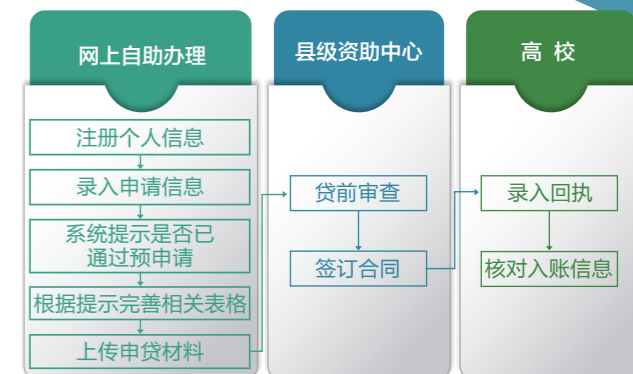 网上自助办理
注册个人信息
录入申请信息
系统提示是否已
通过预申请
根据提示完善相关表格
上传申贷材料
县级资助中心
贷前审查
签订合同
高 校
录入回执
核对入账信息